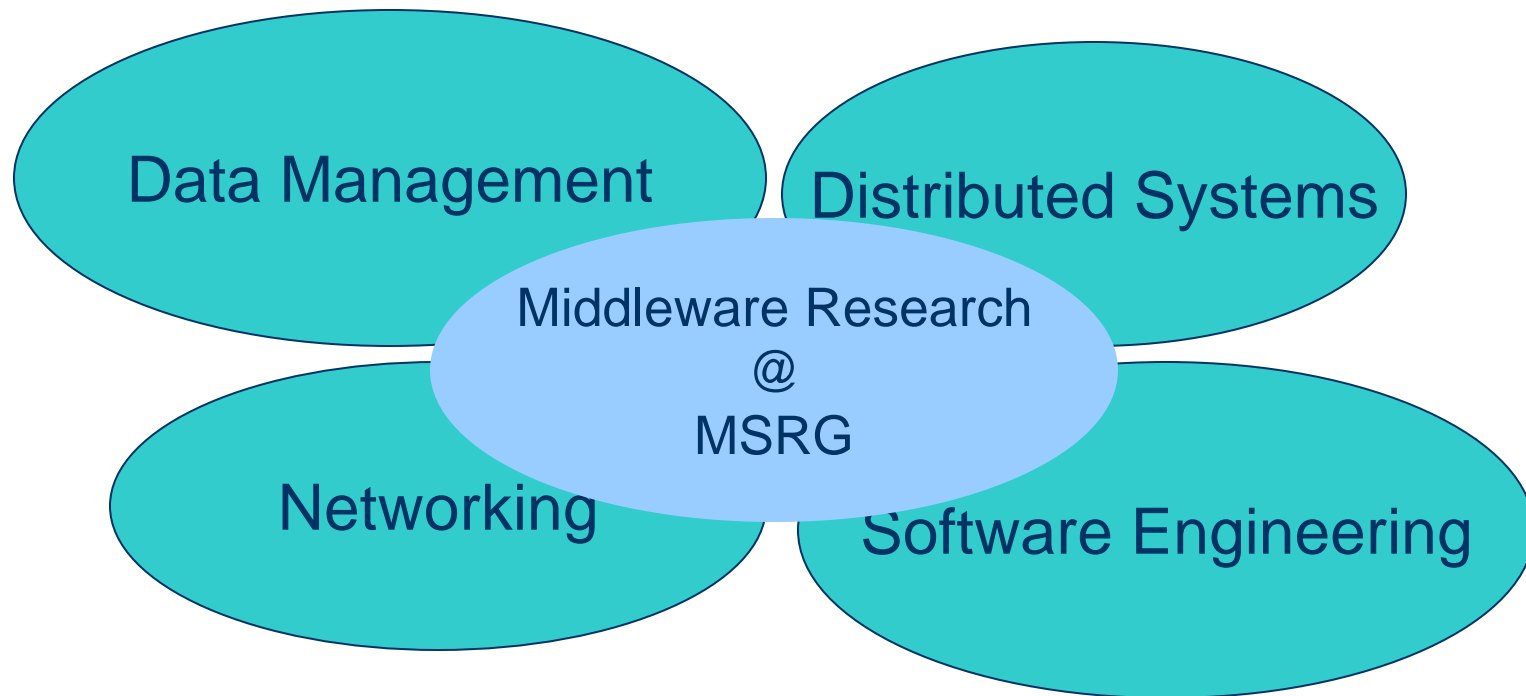 Data Management
Distributed Systems
Middleware Research
@
MSRG
Networking
Software Engineering